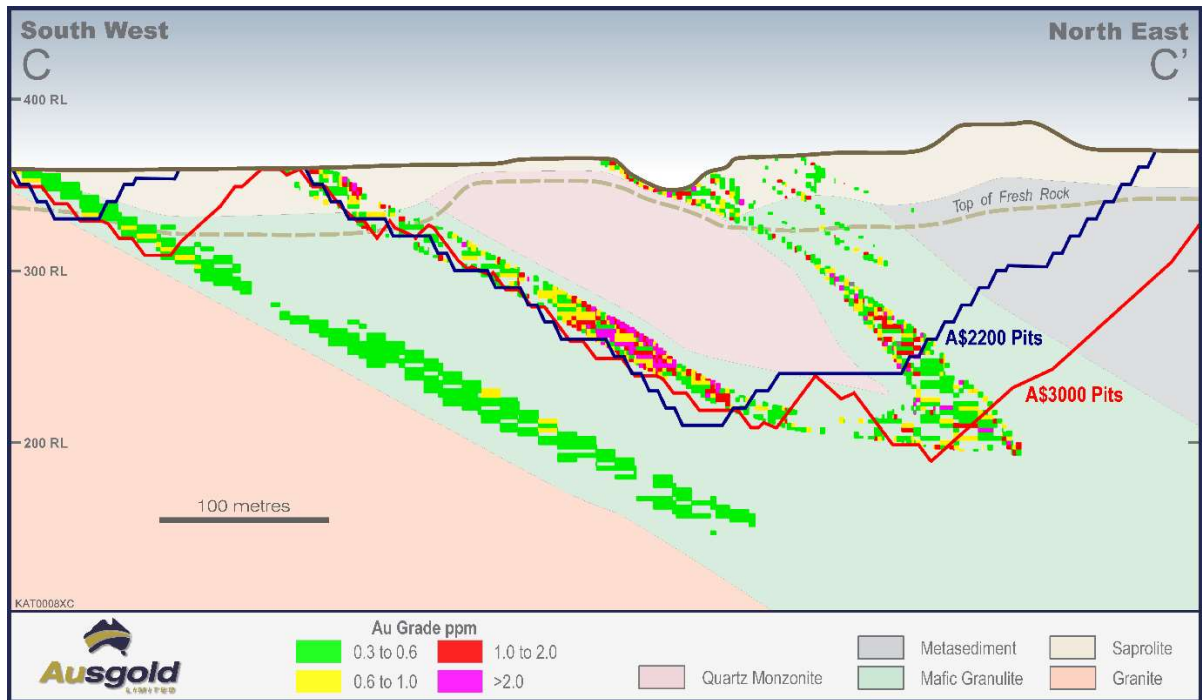 South West
C
North East
C'
400 RL
Top of Fresh Rock
300 RL
A$2200 Pits
A$3000 Pits
200 RL
100 metres
KAT0008XC
Ausgold
LIMITED
Au Grade ppm
0.3 to 0.6
1.0 to 2.0
0.6 to 1.0
>2.0
Quartz Monzonite
Metasediment
Saprolite
Mafic Granulite
Granite